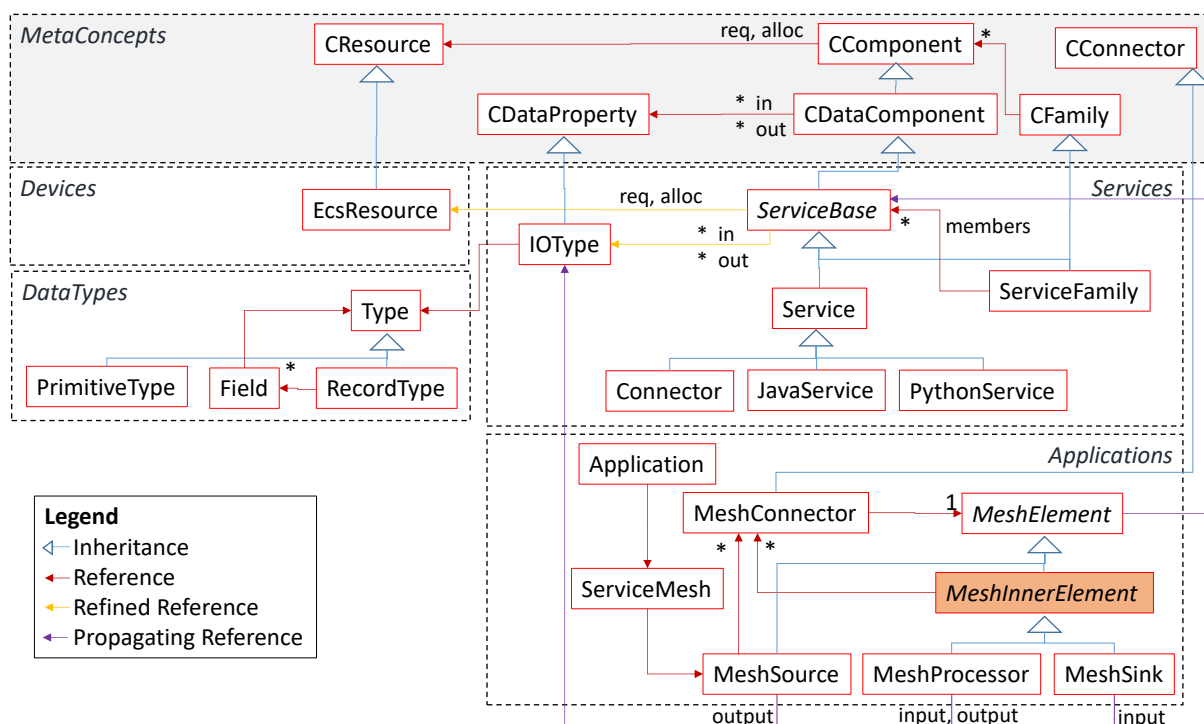 MetaConcepts
CResource
req, alloc
CComponent
*
CConnector
CDataProperty
* in
* out
CDataComponent
CFamily
Devices
EcsResource
req, alloc
Services
ServiceBase
*
members
IOType
* in
* out
ServiceFamily
Service
Connector
JavaService
PythonService
DataTypes
Type
*
PrimitiveType
Field
RecordType
Applications
Application
MeshConnector
1
MeshElement
*
*
ServiceMesh
MeshInnerElement
MeshSource
MeshProcessor
MeshSink
output
input, output
input
Legend
Inheritance
Reference
Refined Reference
Propagating Reference